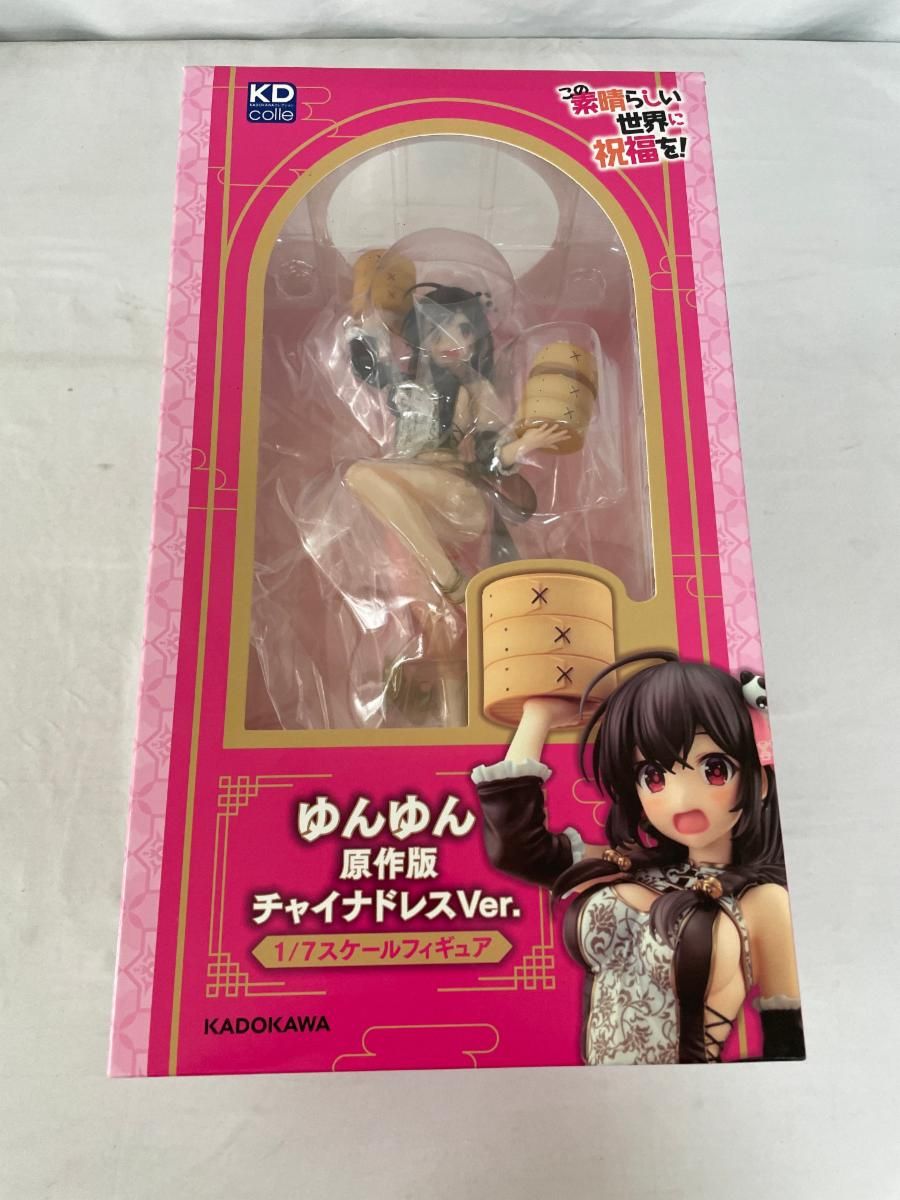 KD
KADOKAWAコレクション
colle
この
素晴らしい
世界に
祝福を!
ゆんゆん
原作版
チャイナドレスVer.
1/7スケールフィギュア
KADOKAWA